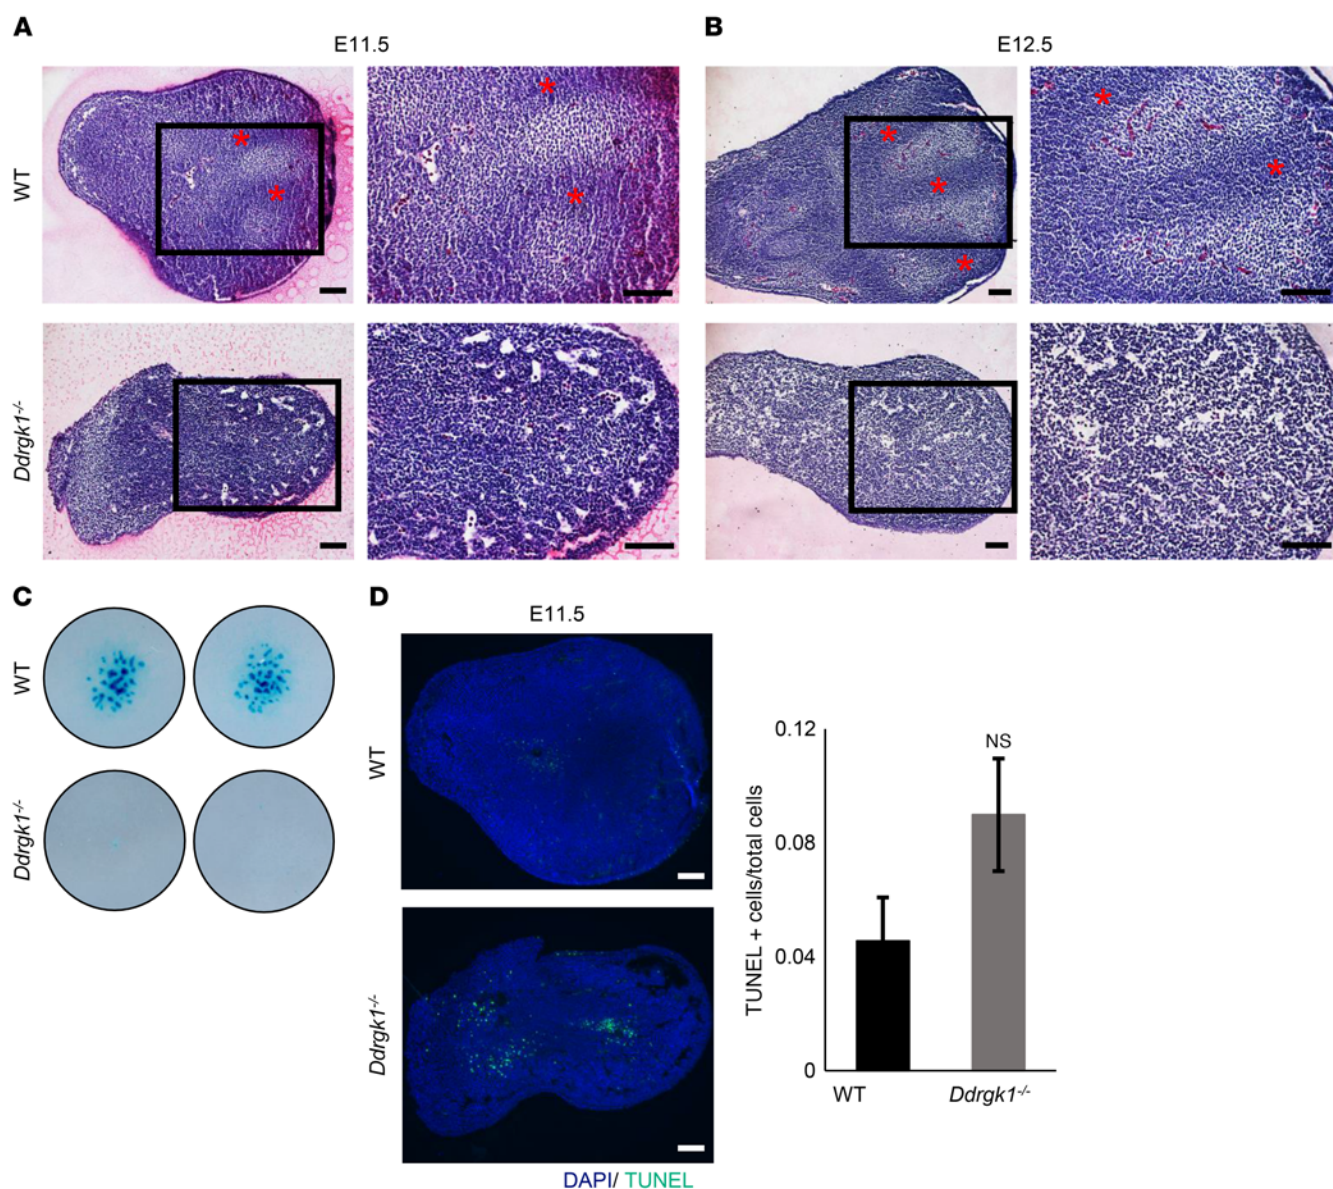 A
E11.5
B
E12.5
WT
* * * *
* * * * *
Ddrgk1-/-
C
WT
Ddrgk1-/-
D
E11.5
WT
Ddrgk1-/-
DAPI/ TUNEL
TUNEL + cells/total cells
0.12
0.08
0.04
0
NS
WT
Ddrgk1-/-